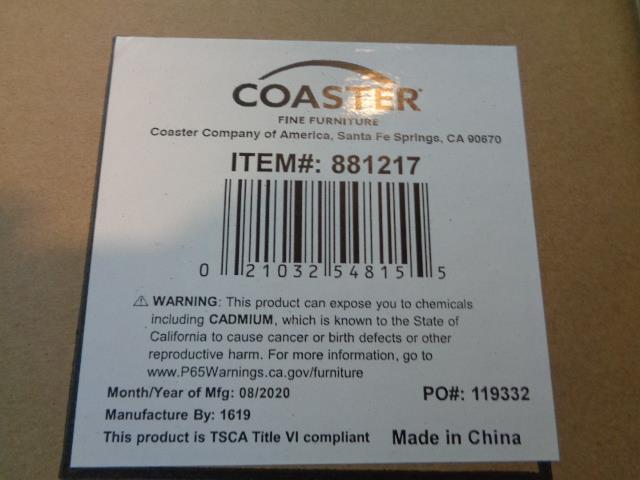 COASTER
FINE FURNITURE
Coaster Company of America, Santa Fe Springs, CA 90670
ITEM#: 881217
0 21032 54815 5
⚠ WARNING: This product can expose you to chemicals
including CADMIUM, which is known to the State of
California to cause cancer or birth defects or other
reproductive harm. For more information, go to
www.P65Warnings.ca.gov/furniture
Month/Year of Mfg: 08/2020 PO#: 119332
Manufacture By: 1619
This product is TSCA Title VI compliant Made in China